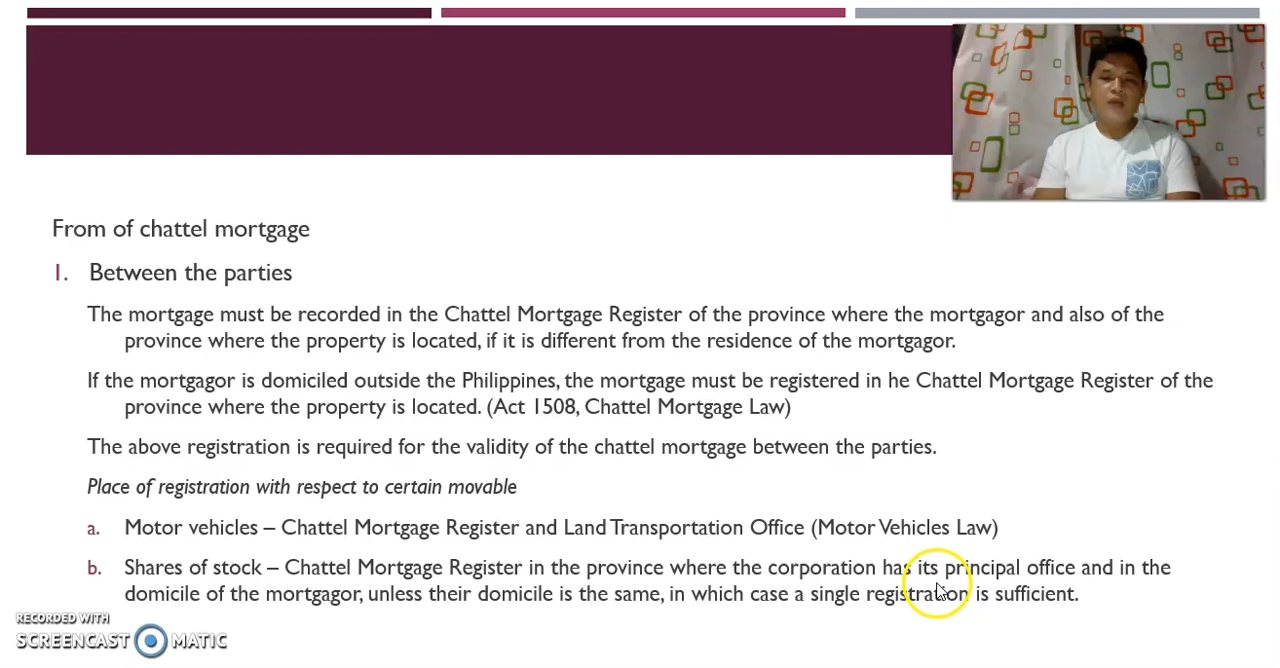 From of chattel mortgage
1. Between the parties
The mortgage must be recorded in the Chattel Mortgage Register of the province where the mortgagor and also of the
province where the property is located, if it is different from the residence of the mortgagor.
If the mortgagor is domiciled outside the Philippines, the mortgage must be registered in he Chattel Mortgage Register of the
province where the property is located. (Act 1508, Chattel Mortgage Law)
The above registration is required for the validity of the chattel mortgage between the parties.
Place of registration with respect to certain movable
a. Motor vehicles – Chattel Mortgage Register and Land Transportation Office (Motor Vehicles Law)
b. Shares of stock – Chattel Mortgage Register in the province where the corporation has its principal office and in the
domicile of the mortgagor, unless their domicile is the same, in which case a single registration is sufficient.
RECORDED WITH
SCREENCAST MATIC